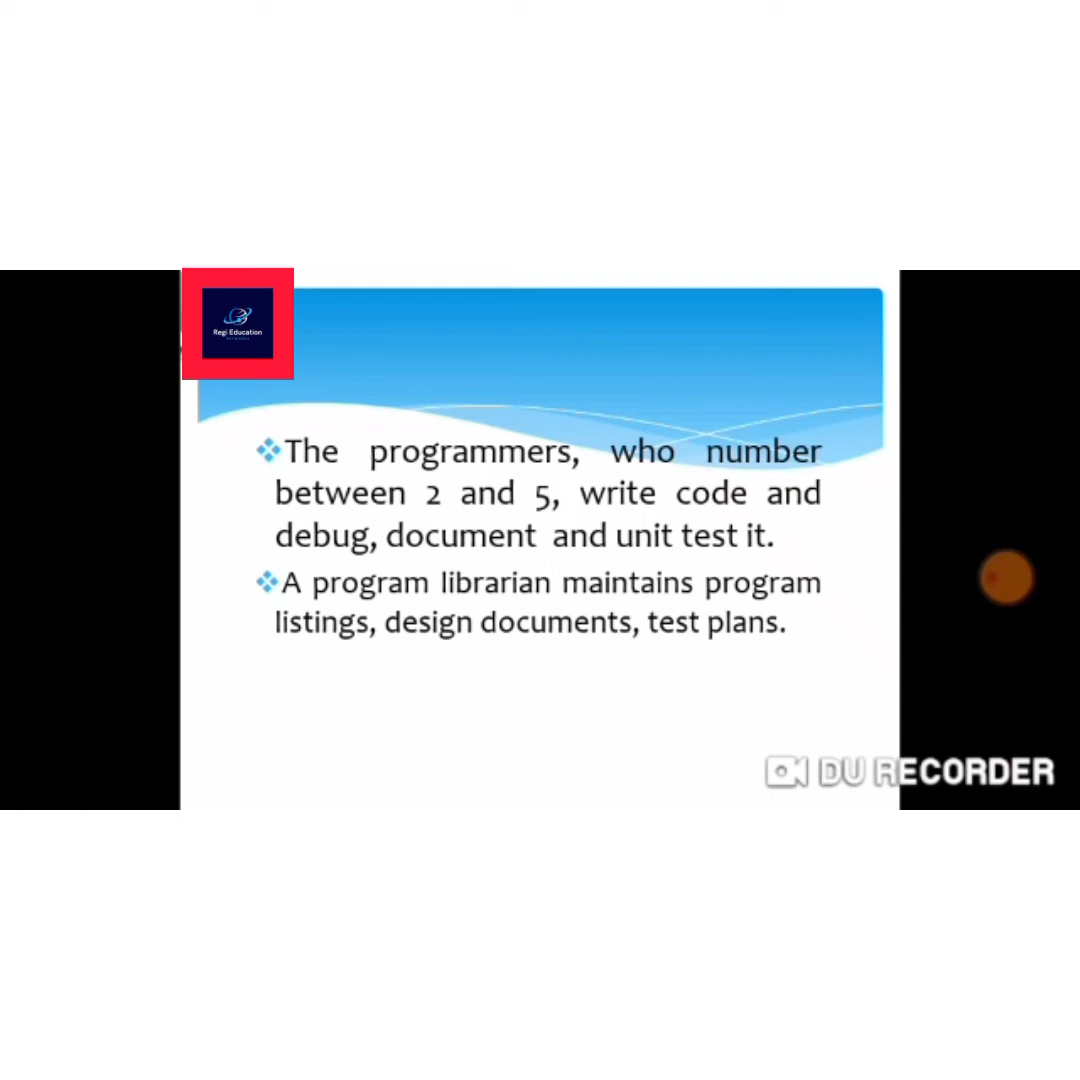 Regi Education
The programmers, who number
between 2 and 5, write code and
debug, document and unit test it.
A program librarian maintains program
listings, design documents, test plans.
DU RECORDER